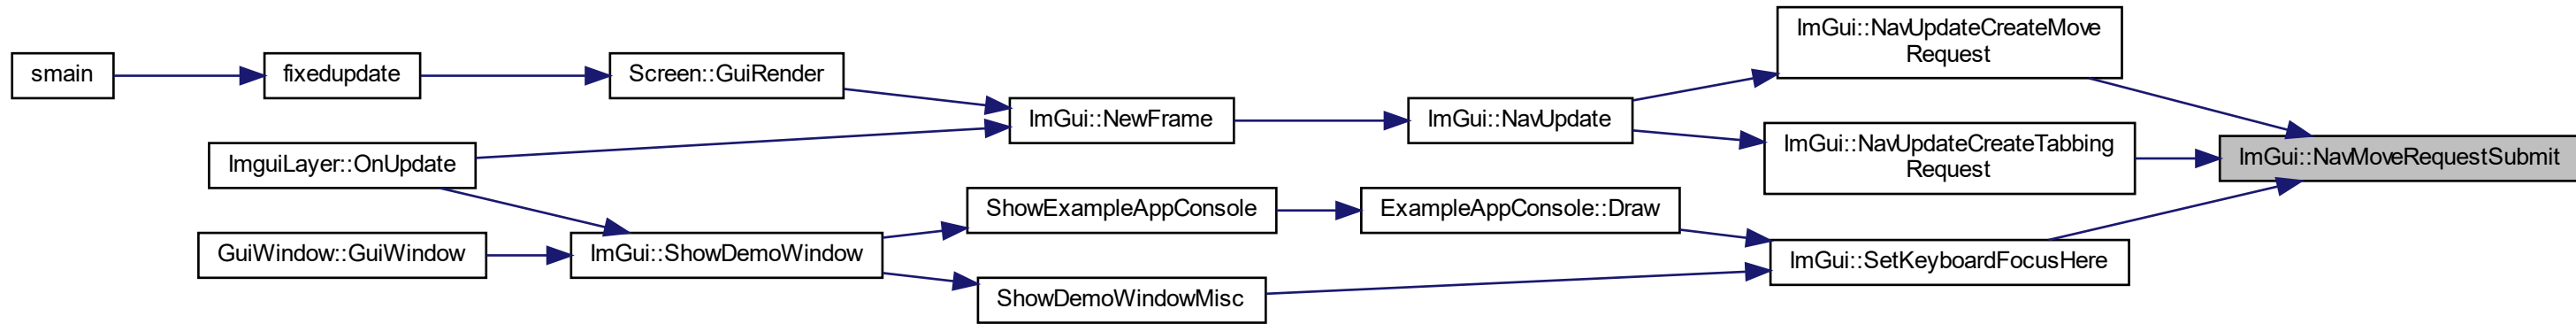 ImGui::NavUpdateCreateMove
Request
smain
fixedupdate
Screen::GuiRender
ImGui::NewFrame
ImGui::NavUpdate
ImGui::NavUpdateCreateTabbing
Request
ImGui::NavMoveRequestSubmit
ImguiLayer::OnUpdate
ShowExampleAppConsole
ExampleAppConsole::Draw
GuiWindow::GuiWindow
ImGui::ShowDemoWindow
ImGui::SetKeyboardFocusHere
ShowDemoWindowMisc